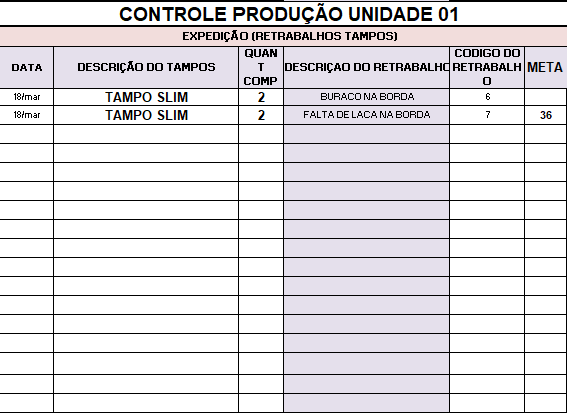 CONTROLE PRODUÇÃO UNIDADE 01
EXPEDIÇÃO (RETRABALHOS TAMPOS)
DATA DESCRIÇÃO DO TAMPOS QUAN T COMP DESCRIÇAO DO RETRABALHO CODIGO DO RETRABALH O META
18/mar TAMPO SLIM 2 BURACO NA BORDA 6
18/mar TAMPO SLIM 2 FALTA DE LACA NA BORDA 7 36